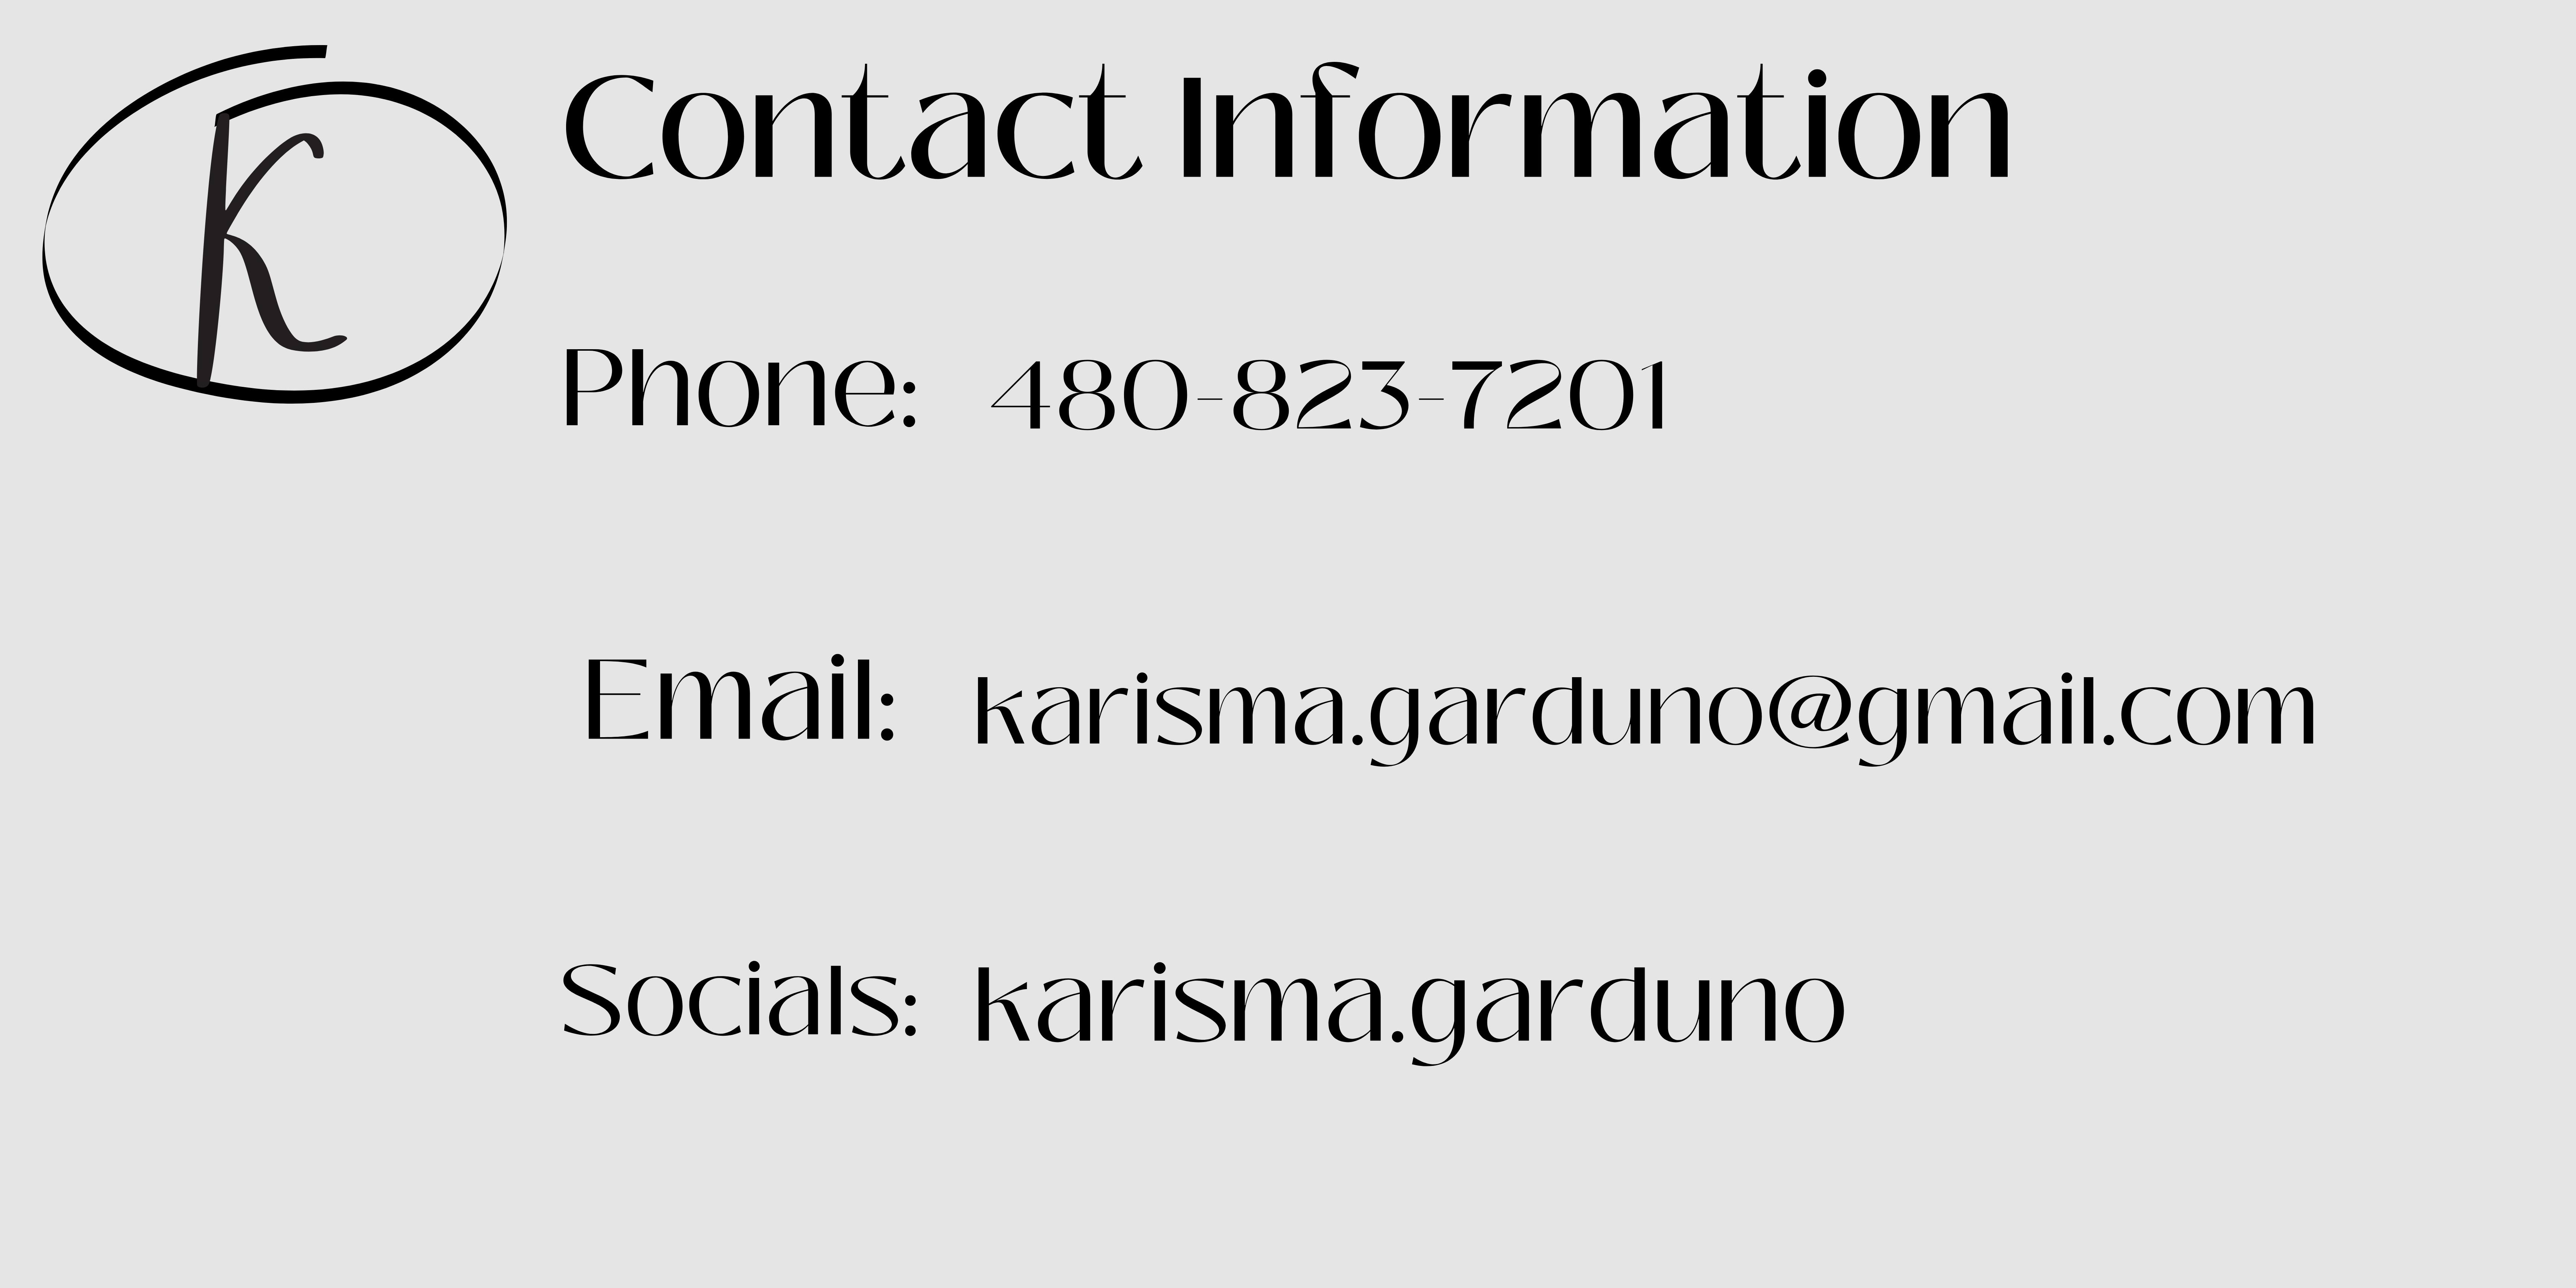 K
Contact Information
Phone: 480-823-7201
Email: karisma.garduno@gmail.com
Socials: karisma.garduno